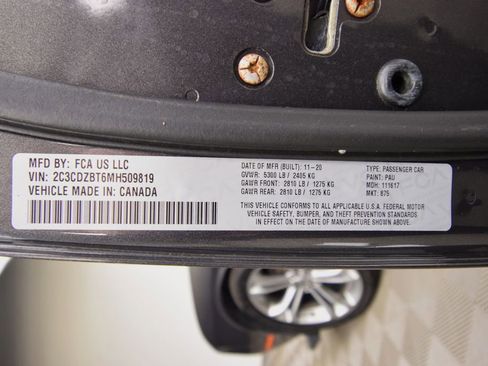 MFD BY: FCA US LLC
VIN: 2C3CDZBT6MH509819
VEHICLE MADE IN: CANADA
DATE OF MFR (BUILT): 11-20
GVWR: 5300 LB / 2405 KG
GAWR FRONT: 2810 LB / 1275 KG
GAWR REAR: 2810 LB / 1275 KG
THIS VEHICLE CONFORMS TO ALL APPLICABLE U.S.A. FEDERAL MOTOR
VEHICLE SAFETY, BUMPER, AND THEFT PREVENTION STANDARDS
IN EFFECT ON THE DATE OF MANUFACTURE SHOWN ABOVE.
TYPE: PASSENGER CAR
PAINT: PAU
MDH: 111617
MKT: 875